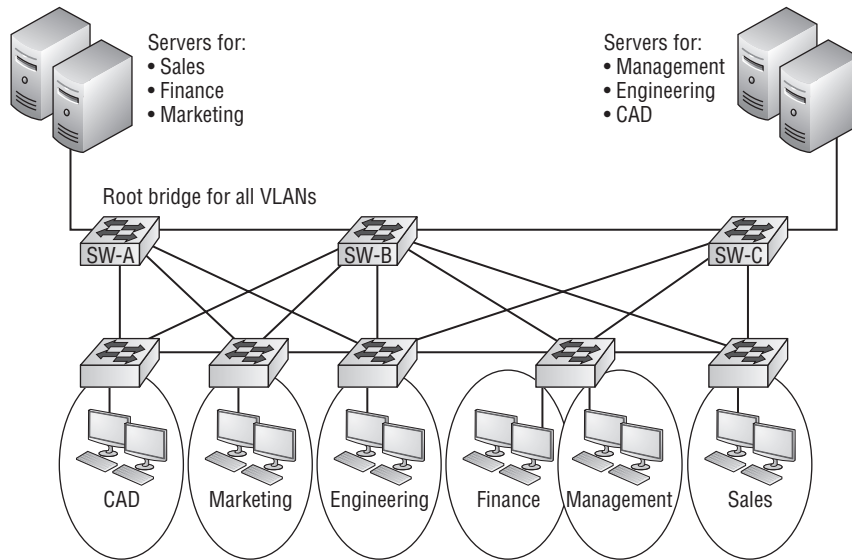 Servers for:
• Sales
• Finance
• Marketing
Servers for:
• Management
• Engineering
• CAD
Root bridge for all VLANs
SW-A
SW-B
SW-C
CAD
Marketing
Engineering
Finance
Management
Sales